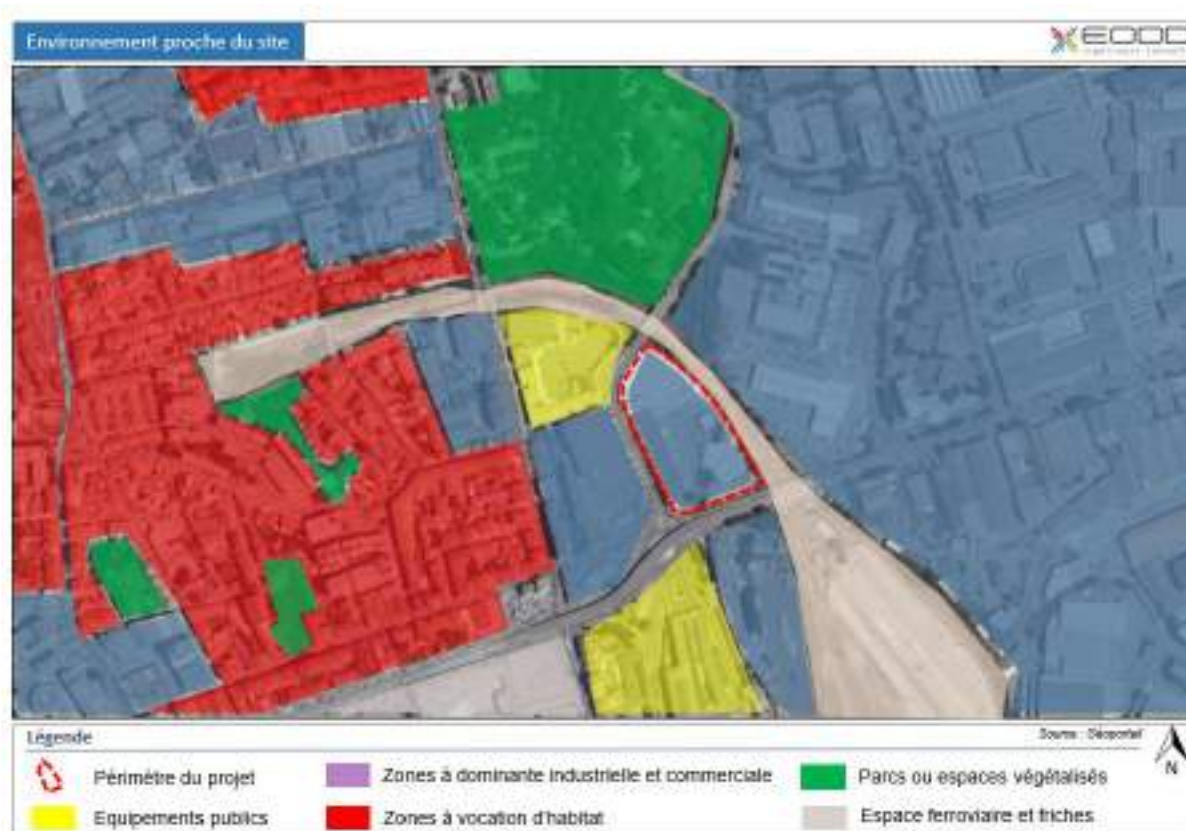 Environnement proche du site
EODD
Légende
Source : Géoportail
Périmètre du projet
Zones à dominante industrielle et commerciale
Parcs ou espaces végétalisés
N
Equipements publics
Zones à vocation d'habitat
Espace ferroviaire et friches